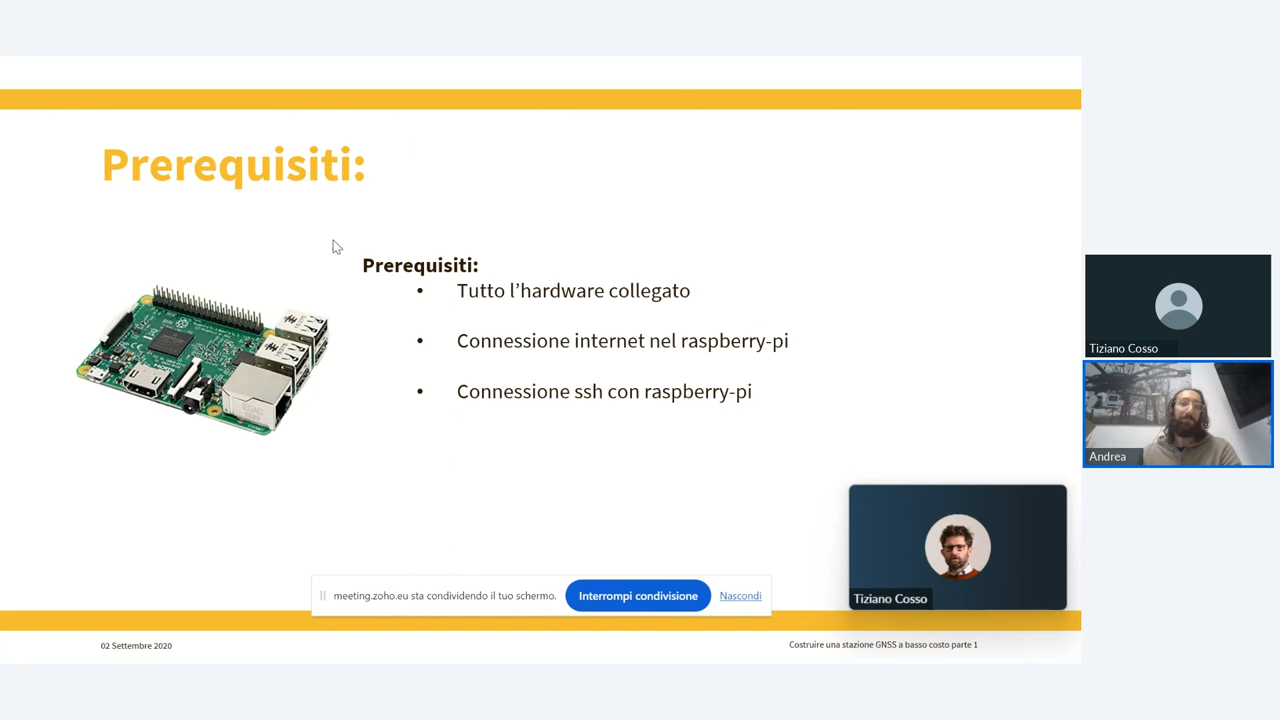 Prerequisiti:
Prerequisiti:
• Tutto l’hardware collegato
• Connessione internet nel raspberry-pi
• Connessione ssh con raspberry-pi
Tiziano Cosso
Andrea
Tiziano Cosso
meeting.zoho.eu sta condividendo il tuo schermo.
Interrompi condivisione
Nascondi
02 Settembre 2020
Costruire una stazione GNSS a basso costo parte 1